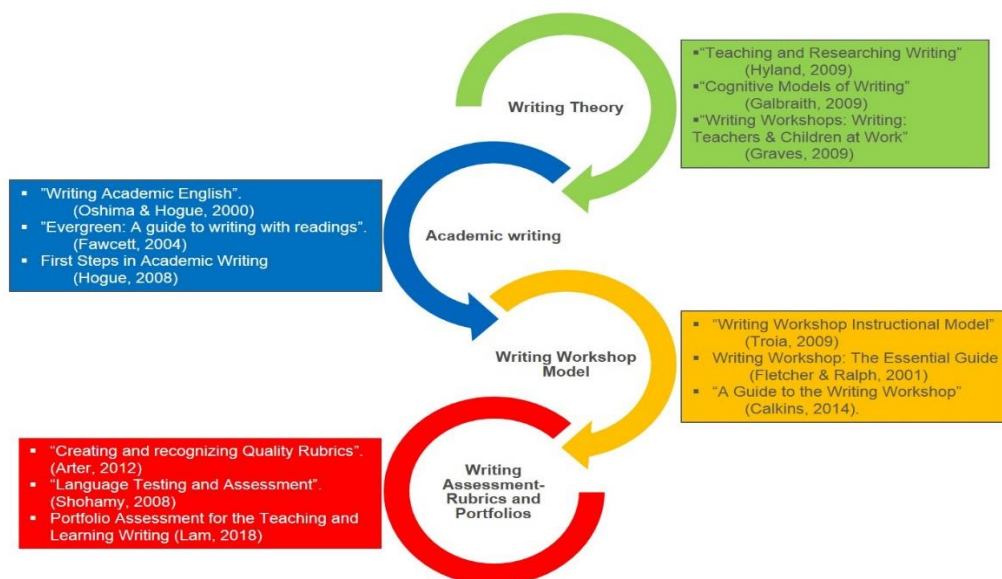 Writing Theory
▪"Teaching and Researching Writing"
(Hyland, 2009)
▪"Cognitive Models of Writing"
(Galbraith, 2009)
▪"Writing Workshops: Writing:
Teachers & Children at Work"
(Graves, 2009)
Academic writing
▪ "Writing Academic English".
(Oshima & Hogue, 2000)
▪ "Evergreen: A guide to writing with readings".
(Fawcett, 2004)
▪ First Steps in Academic Writing
(Hogue, 2008)
Writing Workshop
Model
▪ "Writing Workshop Instructional Model"
(Troia, 2009)
▪ Writing Workshop: The Essential Guide
(Fletcher & Ralph, 2001)
▪ "A Guide to the Writing Workshop"
(Calkins, 2014).
Writing
Assessment-
Rubrics and
Portfolios
▪ "Creating and recognizing Quality Rubrics".
(Arter, 2012)
▪ "Language Testing and Assessment".
(Shohamy, 2008)
▪ Portfolio Assessment for the Teaching and
Learning Writing (Lam, 2018)